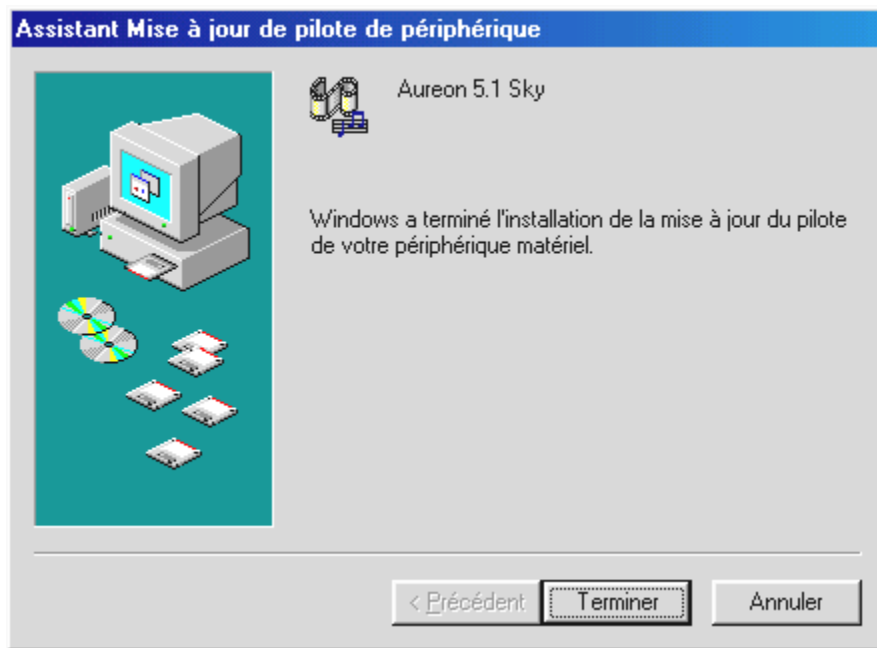 Assistant Mise à jour de pilote de périphérique
Aureon 5.1 Sky
Windows a terminé l'installation de la mise à jour du pilote
de votre périphérique matériel.
< Précédent
Terminer
Annuler